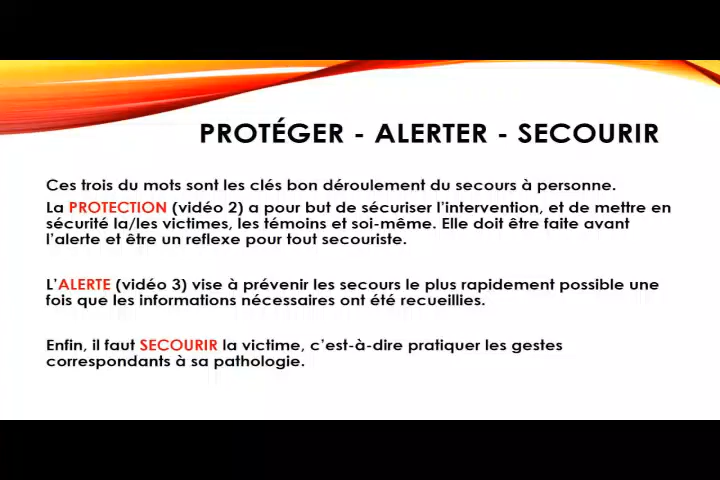 PROTÉGER - ALERTER - SECOURIR
Ces trois du mots sont les clés bon déroulement du secours à personne.
La PROTECTION (vidéo 2) a pour but de sécuriser l'intervention, et de mettre en
sécurité la/les victimes, les témoins et soi-même. Elle doit être faite avant
l'alerte et être un reflexe pour tout secouriste.
L'ALERTE (vidéo 3) vise à prévenir les secours le plus rapidement possible une
fois que les informations nécessaires ont été recueillies.
Enfin, il faut SECOURIR la victime, c'est-à-dire pratiquer les gestes
correspondants à sa pathologie.